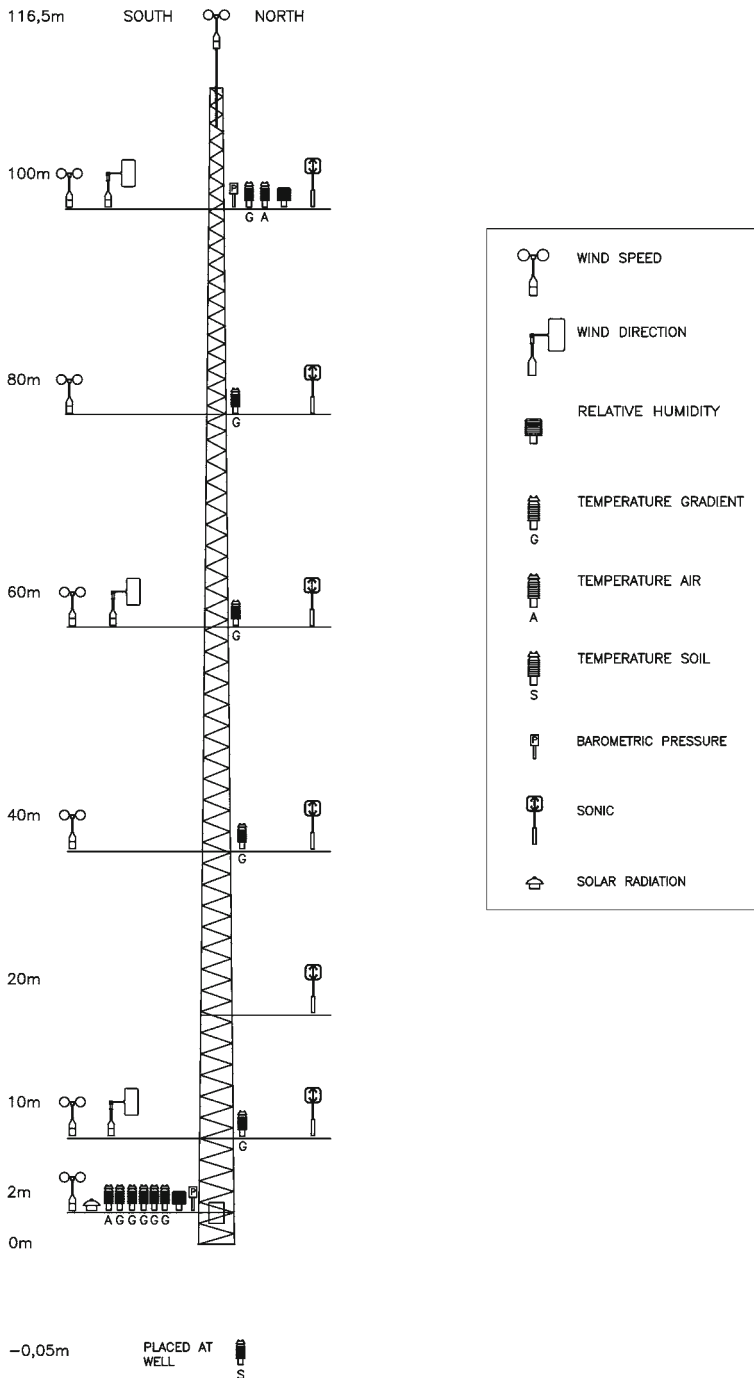 116,5m SOUTH NORTH
100m
P
G A
80m
G
60m
G
40m
G
20m
10m
G
2m
P
A G G G G G
0m
-0,05m
PLACED AT
WELL
S
WIND SPEED
WIND DIRECTION
RELATIVE HUMIDITY
TEMPERATURE GRADIENT
G
TEMPERATURE AIR
A
TEMPERATURE SOIL
S
P
BAROMETRIC PRESSURE
SONIC
SOLAR RADIATION